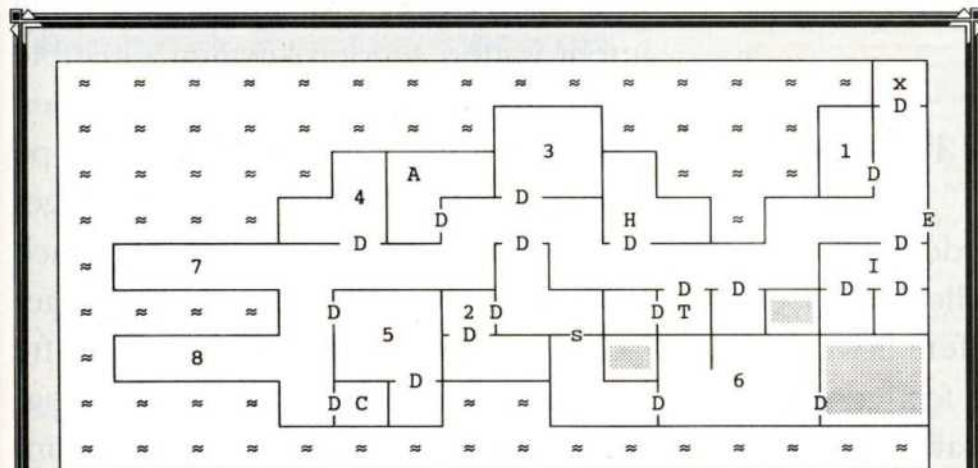 ≈ ≈ ≈ ≈ ≈ ≈ ≈ ≈ ≈ ≈ ≈ ≈ ≈ ≈ ≈ x
D
≈ ≈ ≈ ≈ ≈ ≈ ≈ ≈ ≈ ≈ ≈ ≈
3 1
≈ ≈ ≈ ≈ ≈ A ≈ ≈ ≈ D
4 D
≈ ≈ ≈ ≈ D H ≈ E
D D D D
≈ 7 I
D D D D
≈ ≈ ≈ ≈ D 2 D D T
5 D S
≈ 8
D 6
≈ ≈ ≈ ≈ D C ≈ ≈ D D
≈ ≈ ≈ ≈ ≈ ≈ ≈ ≈ ≈ ≈ ≈ ≈ ≈ ≈ ≈ ≈